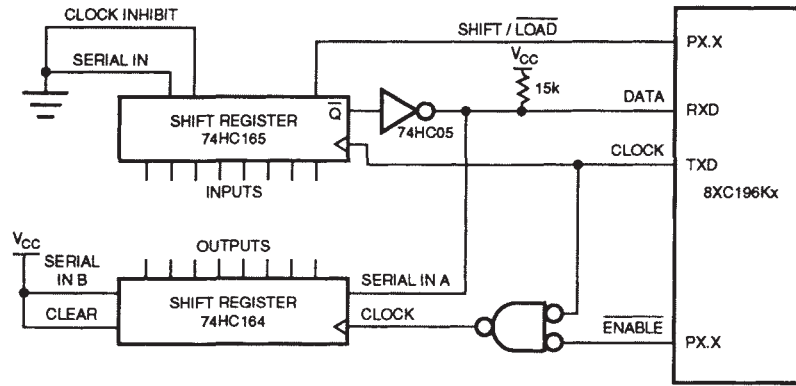 CLOCK INHIBIT
SERIAL IN
SHIFT / LOAD
VCC
15k
PX.X
DATA
RXD
SHIFT REGISTER
74HC165
Q
74HC05
CLOCK
TXD
INPUTS
8XC196Kx
VCC
OUTPUTS
SERIAL
IN B
SERIAL IN A
SHIFT REGISTER
74HC164
CLEAR
CLOCK
ENABLE
PX.X